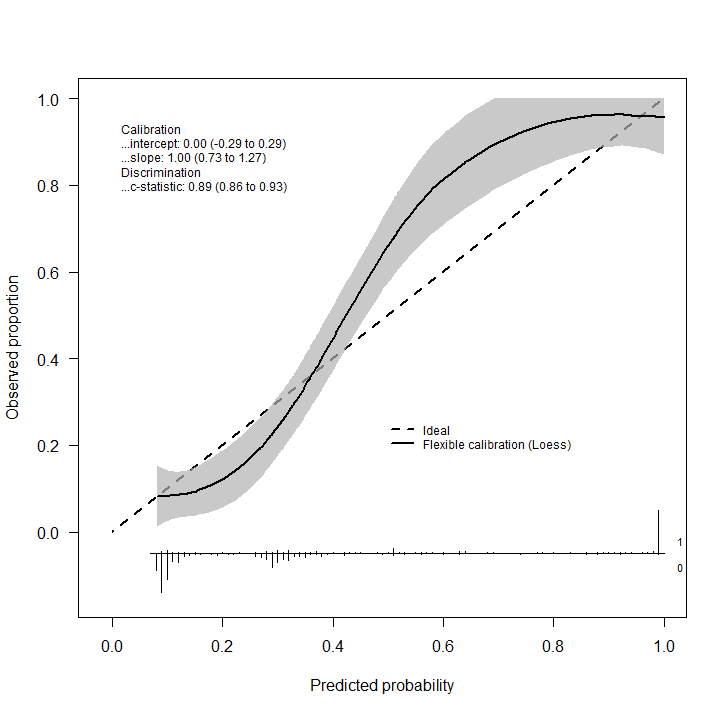 Calibration
...intercept: 0.00 (-0.29 to 0.29)
...slope: 1.00 (0.73 to 1.27)
Discrimination
...c-statistic: 0.89 (0.86 to 0.93)
1.0
0.8
0.6
0.4
0.2
0.0
Observed proportion
Ideal
Flexible calibration (Loess)
1
0
0.0 0.2 0.4 0.6 0.8 1.0
Predicted probability